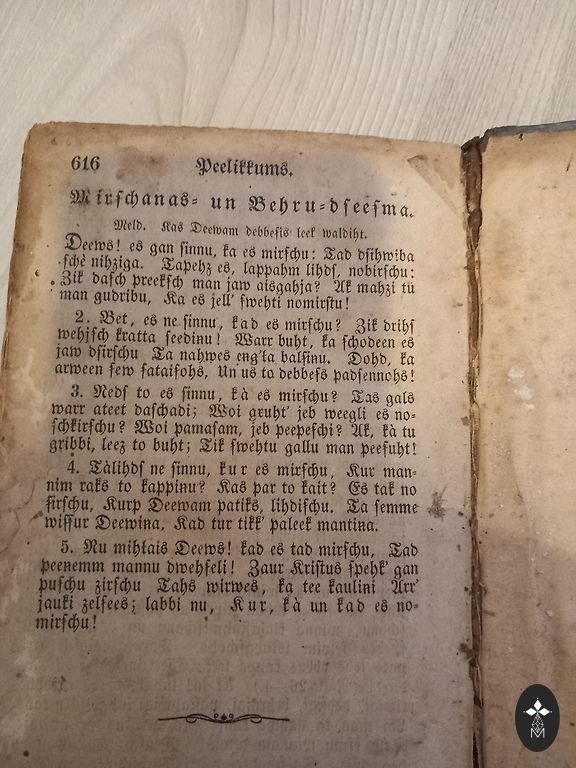 616 Peelikkums.
Mirſchanas- un Behru-dſeeſma.
Meld. Kas Deewam debbeſis leek waldiht.
Deews! es gan ſinnu, ka es mirſchu: Tad dſihwiba
ſchè nihziga. Tapehz es, lappahm lihdſ, nobirſchu:
Zik daſch preekſch man jaw aisgahja? Ak mahzi tu
man gudribu, Ka es jell' ſwehti nomirſtu!
2. Bet, es ne ſinnu, kad es mirſchu? Zik drihſ
wehjſch kratta ſeedinu! Warr buht, ka ſchodeen es
jaw dſirſchu Ta nahwes eng'ļa balſinu. Dohd, ka
arween ſew ſataiſohs, Un us to debbeſs padſennohs!
3. Nedſ to es ſinnu, kà es mirſchu? Tas gals
warr ateet daſchadi; Woi gruht' jeb weegli es no-
ſchkirſchu? Woi pamaſam, jeb peepeſchi? Ak, kà tu
gribbi, leez to buht; Tik ſwehtu gallu man peeſuht!
4. Tàlihdſ ne ſinnu, kur es mirſchu, Kur man-
nim raks to kappinu? Kas par to kait? Es tak no
ſirſchu, Kurp Deewam patiks, lihdiſchu. Ta ſemme
wiſſur Deewina, Kad tur tikk' paleek mantina.
5. Nu mihļais Deews! kad es tad mirſchu, Tad
peenemm mannu dwehſeli! Zaur Kriſtus ſpehk' gan
puſchu zirſchu Tahs wirwes, ka tee kaulini Arr'
jauki zelſees; labbi nu, Kur, kà un kad es no-
mirſchu!
M